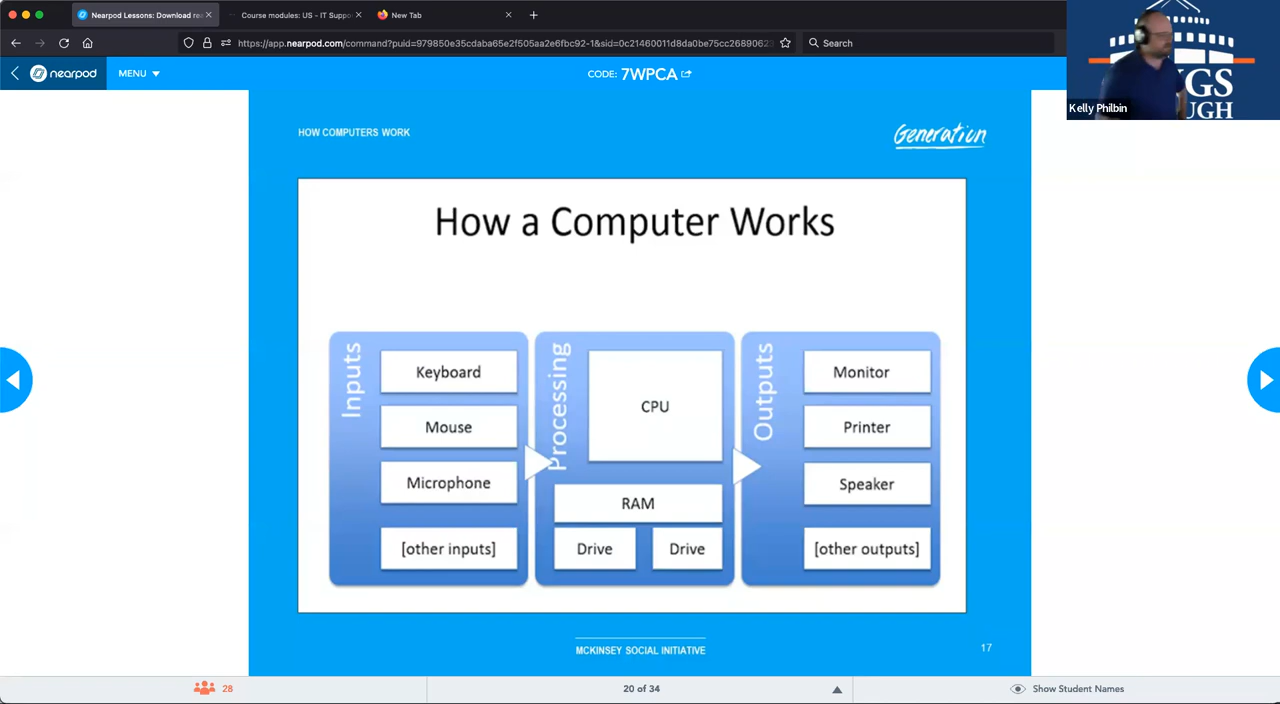 Nearpod Lessons: Download re
Course modules: US - IT Suppo
New Tab
https://app.nearpod.com/command?puid=979850e35cdaba65e2f505aa2e6fbc92-1&sid=0c21460011d8da0be75cc26890623
Search
nearpod
MENU
CODE: 7WPCA
GS
UGH
Kelly Philbin
HOW COMPUTERS WORK
Generation
How a Computer Works
Inputs
Keyboard
Mouse
Microphone
[other inputs]
Processing
CPU
RAM
Drive
Drive
Outputs
Monitor
Printer
Speaker
[other outputs]
MCKINSEY SOCIAL INITIATIVE
17
28
20 of 34
Show Student Names